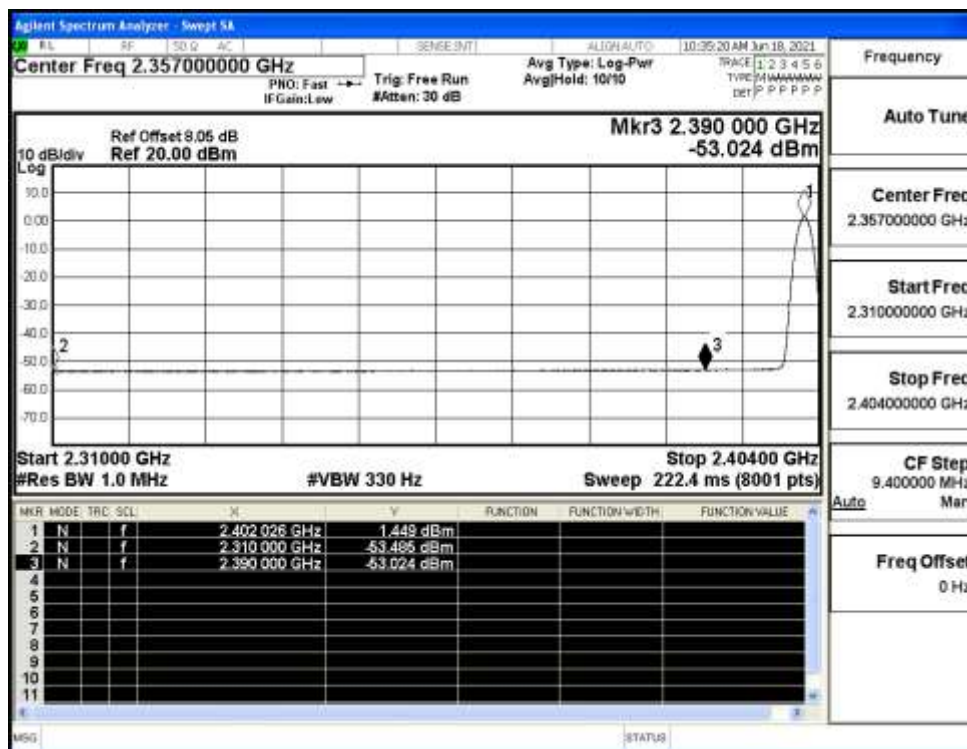 Agilent Spectrum Analyzer - Swept SA
RL RF 50 Ω AC SENSE:INT ALIGN AUTO 10:35:20 AM Jun 18, 2021
Center Freq 2.357000000 GHz
PNO: Fast
IFGain:Low
Trig: Free Run
#Atten: 30 dB
Avg Type: Log-Pwr
Avg|Hold: 10/10
TRACE 1 2 3 4 5 6
TYPE M W W W W W
DET P P P P P P
Ref Offset 8.05 dB
10 dB/div Ref 20.00 dBm
Log
Mkr3 2.390 000 GHz
-53.024 dBm
10.0
0.00
-10.0
-20.0
-30.0
-40.0
-50.0
-60.0
-70.0
1
2
3
Start 2.31000 GHz Stop 2.40400 GHz
#Res BW 1.0 MHz #VBW 330 Hz Sweep 222.4 ms (8001 pts)
MKR MODE TRC SCL X Y FUNCTION FUNCTION WIDTH FUNCTION VALUE
1 N f 2.402 026 GHz 1.449 dBm
2 N f 2.310 000 GHz -53.485 dBm
3 N f 2.390 000 GHz -53.024 dBm
4
5
6
7
8
9
10
11
MSG STATUS
Frequency
Auto Tune
Center Freq
2.357000000 GHz
Start Freq
2.310000000 GHz
Stop Freq
2.404000000 GHz
CF Step
9.400000 MHz
Auto Man
Freq Offset
0 Hz